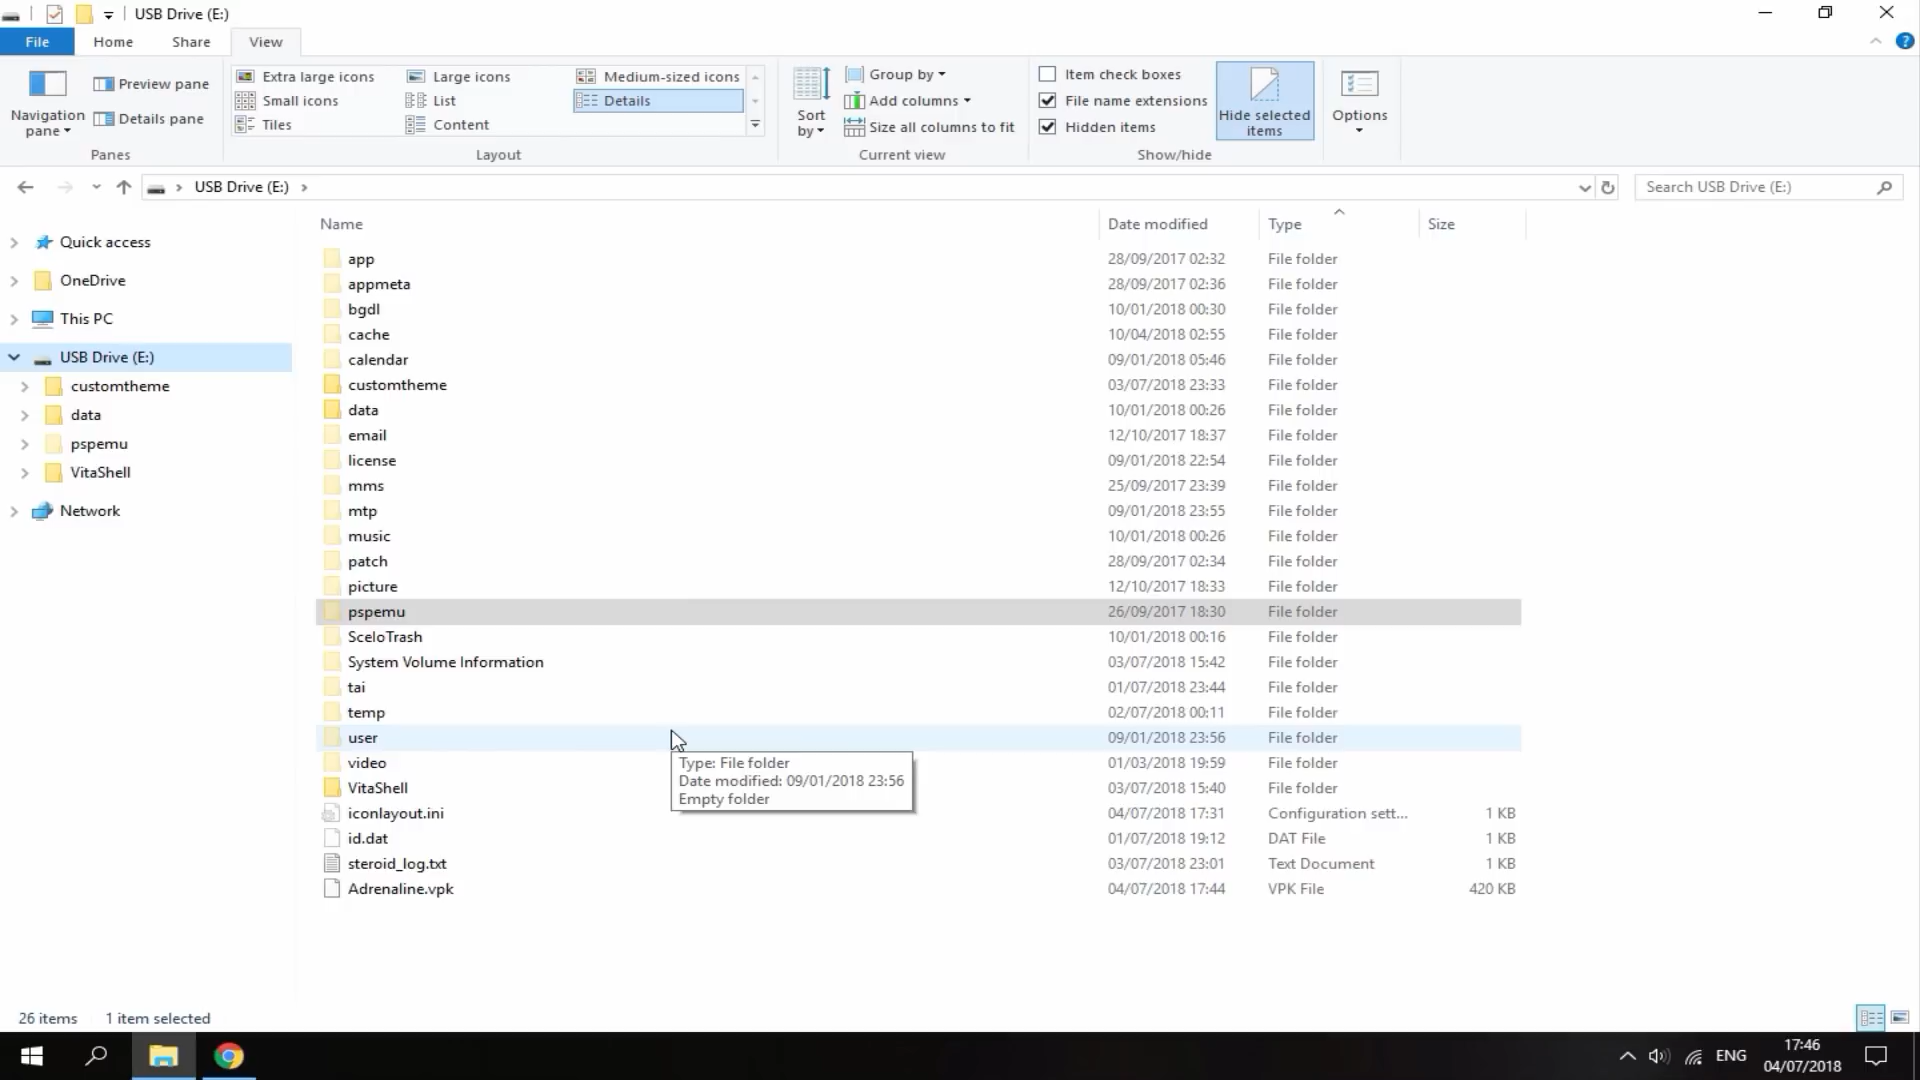 USB Drive (E:)
File Home Share View
Navigation pane
Preview pane
Details pane
Panes
Extra large icons Large icons Medium-sized icons
Small icons List Details
Tiles Content
Layout
Sort by
Group by
Add columns
Size all columns to fit
Current view
Item check boxes
File name extensions
Hidden items
Hide selected items
Show/hide
Options
USB Drive (E:)
Search USB Drive (E:)
Quick access
OneDrive
This PC
USB Drive (E:)
customtheme
data
pspemu
VitaShell
Network
Name Date modified Type Size
app 28/09/2017 02:32 File folder
appmeta 28/09/2017 02:36 File folder
bgdl 10/01/2018 00:30 File folder
cache 10/04/2018 02:55 File folder
calendar 09/01/2018 05:46 File folder
customtheme 03/07/2018 23:33 File folder
data 10/01/2018 00:26 File folder
email 12/10/2017 18:37 File folder
license 09/01/2018 22:54 File folder
mms 25/09/2017 23:39 File folder
mtp 09/01/2018 23:55 File folder
music 10/01/2018 00:26 File folder
patch 28/09/2017 02:34 File folder
picture 12/10/2017 18:33 File folder
pspemu 26/09/2017 18:30 File folder
SceloTrash 10/01/2018 00:16 File folder
System Volume Information 03/07/2018 15:42 File folder
tai 01/07/2018 23:44 File folder
temp 02/07/2018 00:11 File folder
user 09/01/2018 23:56 File folder
video 01/03/2018 19:59 File folder
VitaShell 03/07/2018 15:40 File folder
iconlayout.ini 04/07/2018 17:31 Configuration sett... 1 KB
id.dat 01/07/2018 19:12 DAT File 1 KB
steroid_log.txt 03/07/2018 23:01 Text Document 1 KB
Adrenaline.vpk 04/07/2018 17:44 VPK File 420 KB
Type: File folder
Date modified: 09/01/2018 23:56
Empty folder
26 items 1 item selected
ENG
17:46
04/07/2018